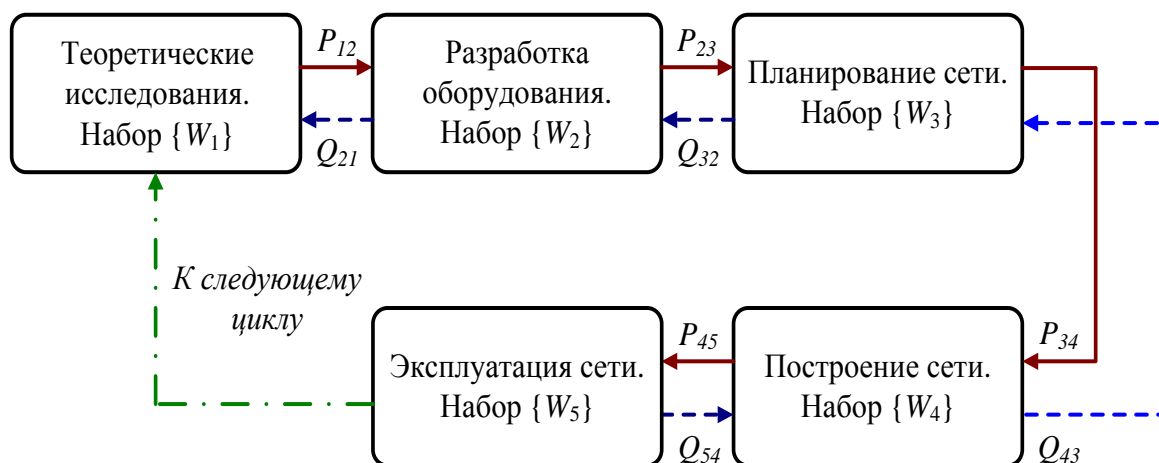 Теоретические
исследования.
Набор {W1}
P12
Q21
Разработка
оборудования.
Набор {W2}
P23
Q32
Планирование сети.
Набор {W3}
К следующему
циклу
Эксплуатация сети.
Набор {W5}
P45
Q54
Построение сети.
Набор {W4}
P34
Q43